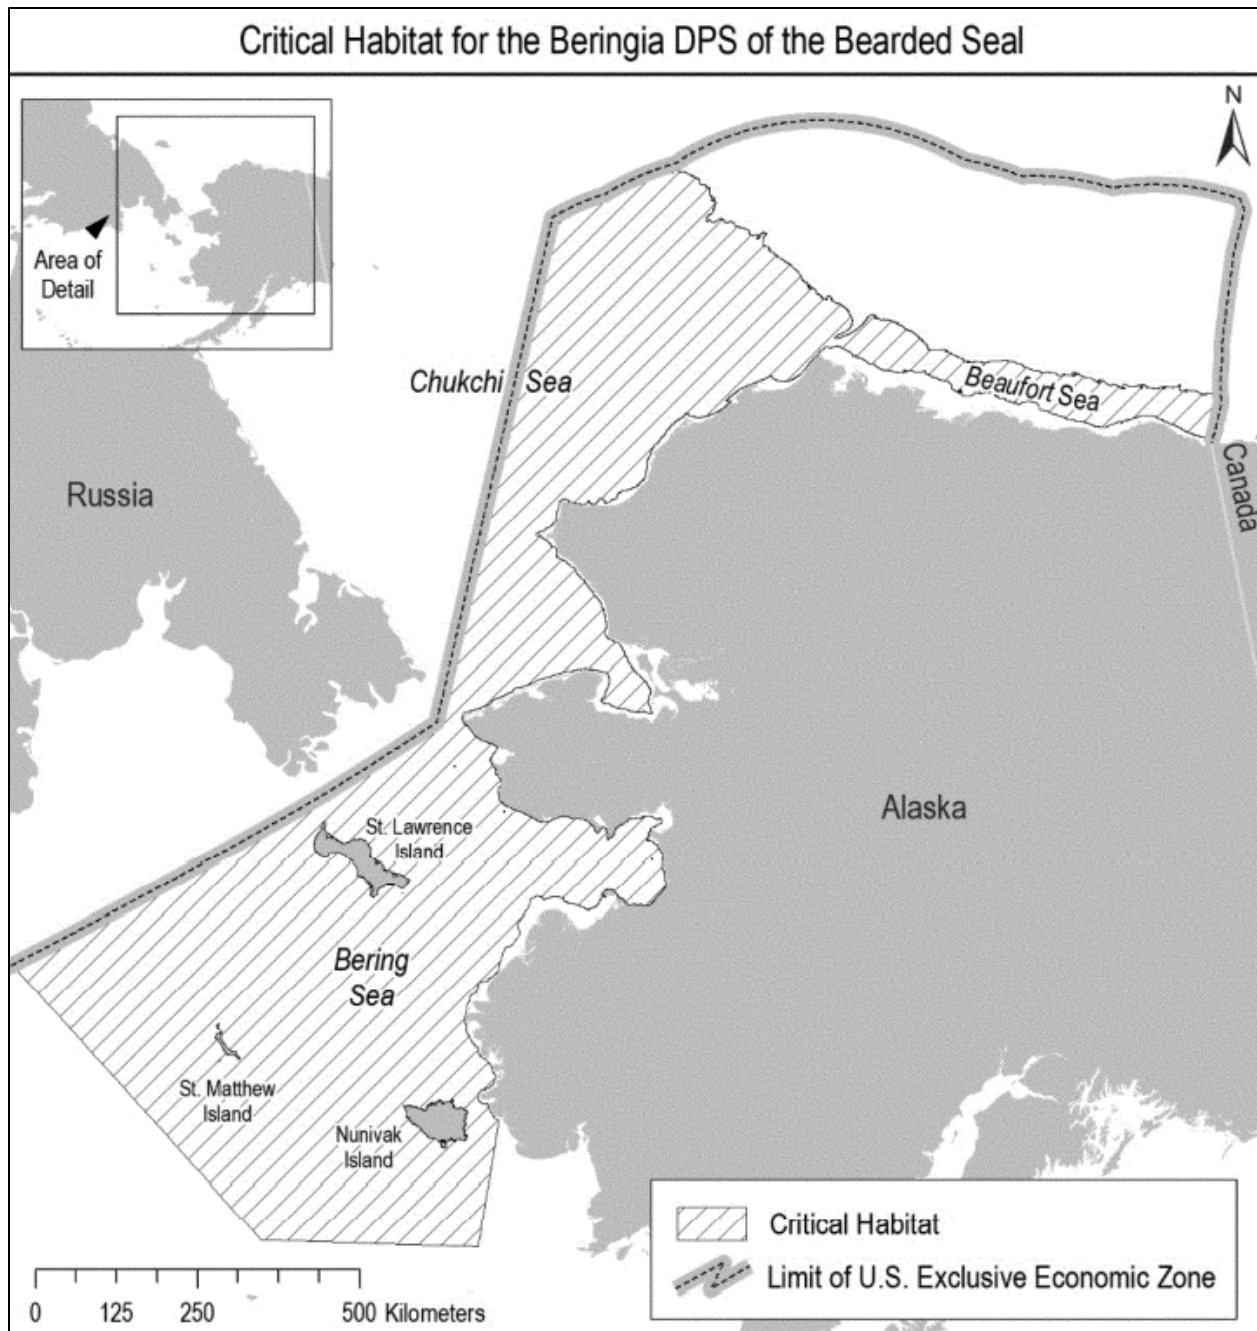 Critical Habitat for the Beringia DPS of the Bearded Seal
N
Area of
Detail
Chukchi Sea
Beaufort Sea
Russia
Canada
Alaska
St. Lawrence
Island
Bering
Sea
St. Matthew
Island
Nunivak
Island
Critical Habitat
Limit of U.S. Exclusive Economic Zone
0 125 250 500 Kilometers